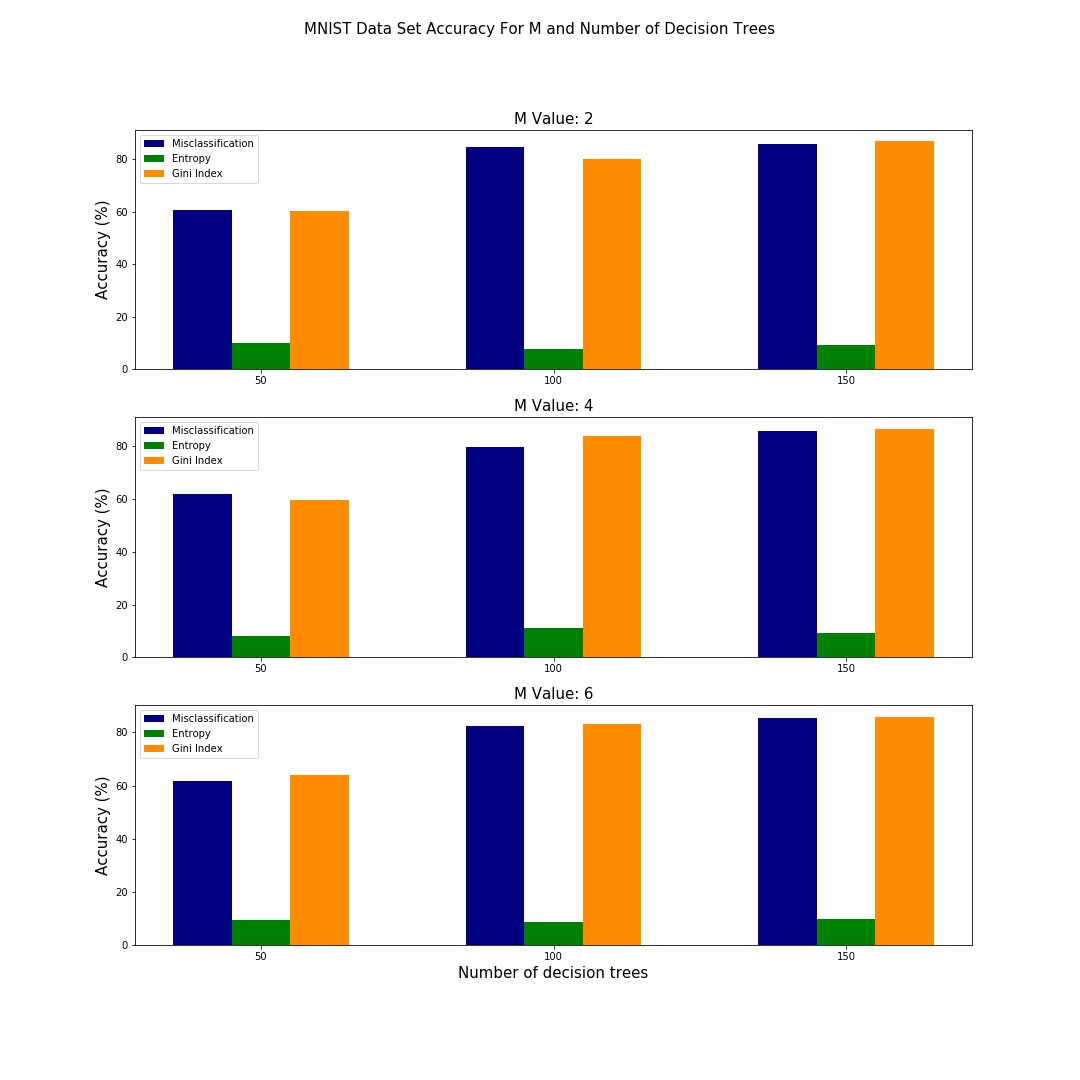 MNIST Data Set Accuracy For M and Number of Decision Trees
M Value: 2
Misclassification
Entropy
Gini Index
Accuracy (%)
80
60
40
20
0
50 100 150
M Value: 4
Misclassification
Entropy
Gini Index
Accuracy (%)
80
60
40
20
0
50 100 150
M Value: 6
Misclassification
Entropy
Gini Index
Accuracy (%)
80
60
40
20
0
50 100 150
Number of decision trees